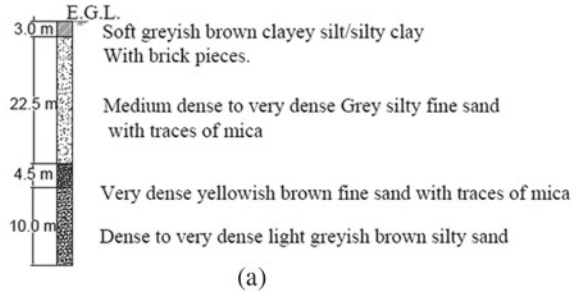 E.G.L.
3.0 m
Soft greyish brown clayey silt/silty clay
With brick pieces.
22.5 m
Medium dense to very dense Grey silty fine sand
with traces of mica
4.5 m
Very dense yellowish brown fine sand with traces of mica
10.0 m
Dense to very dense light greyish brown silty sand
(a)